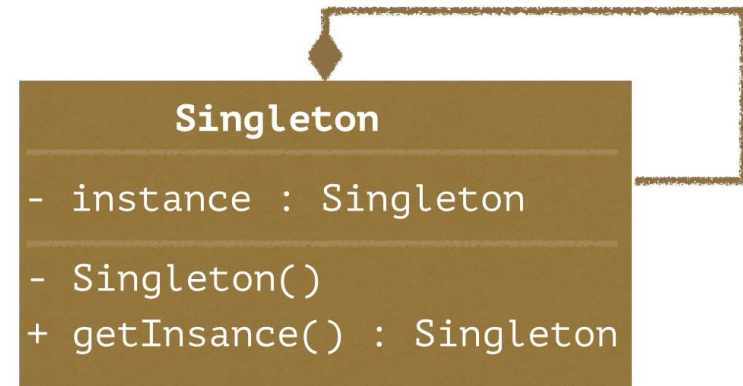 Singleton
- instance : Singleton
- Singleton()
+ getInsance() : Singleton